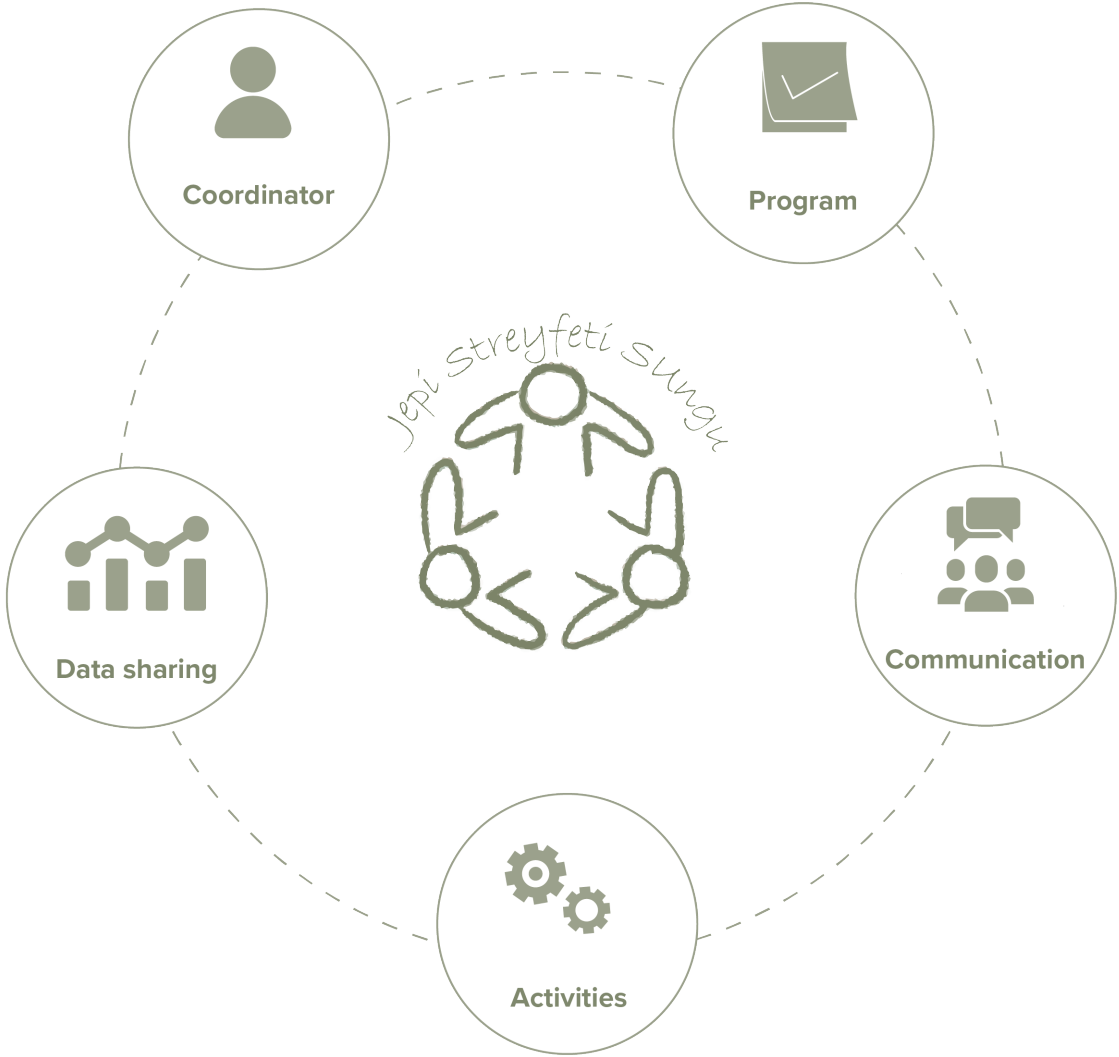 Coordinator
Program
Jepi Streyfeti Sungu
Data sharing
Communication
Activities